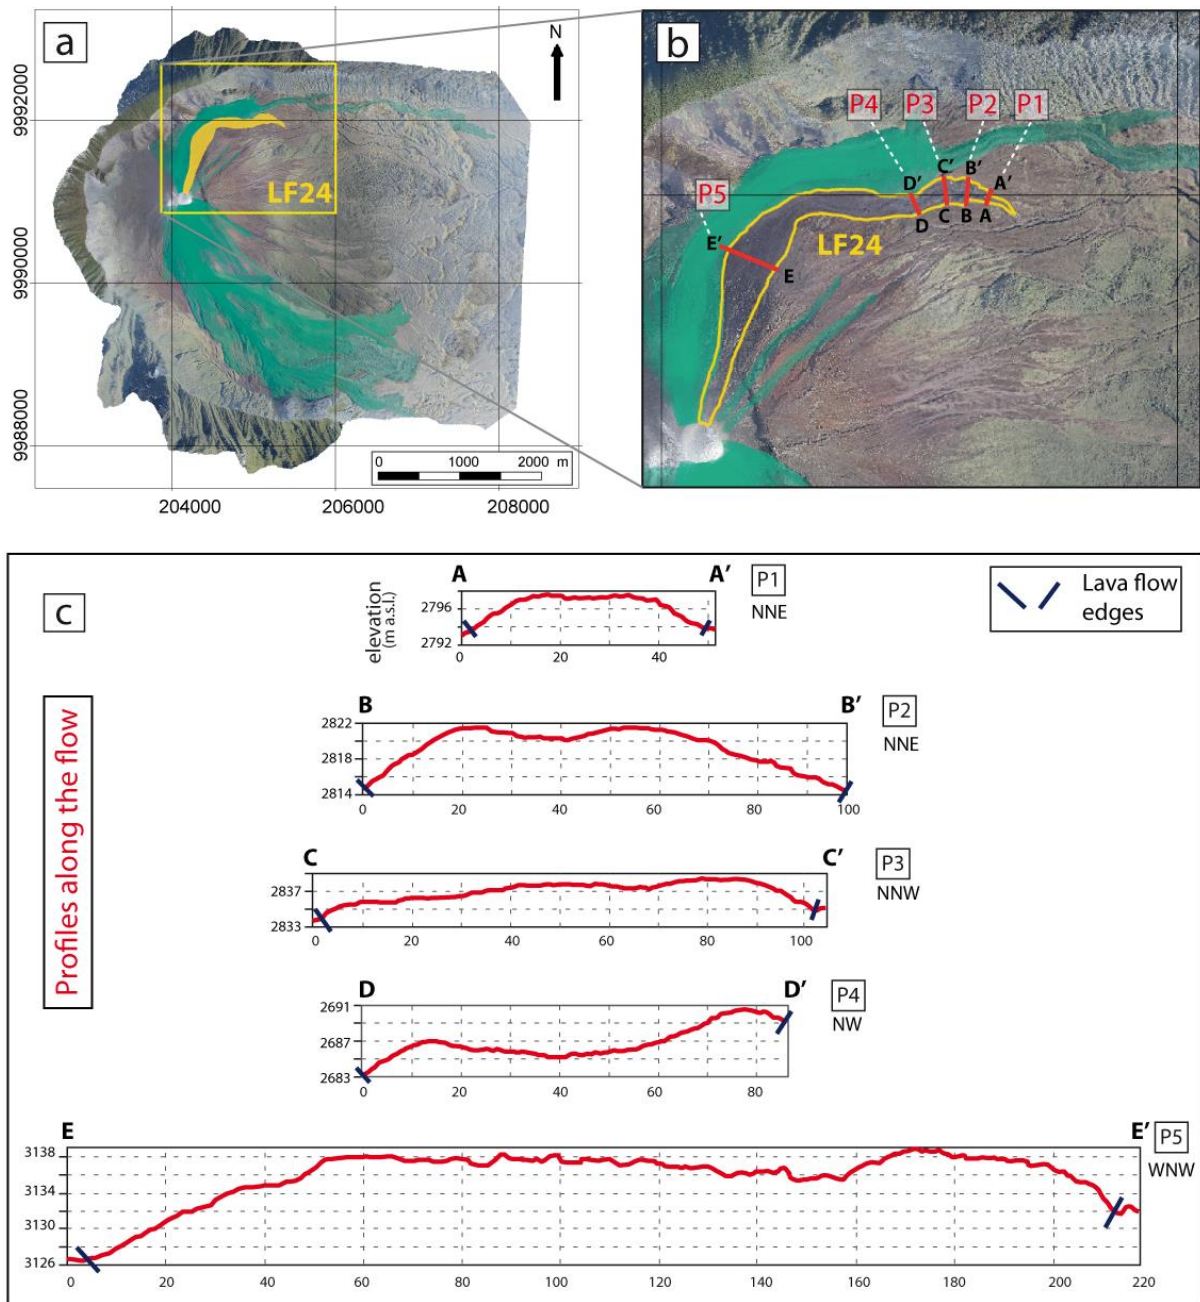 a
N
LF24
9992000
9990000
9988000
0 1000 2000 m
204000 206000 208000
b
P4 P3 P2 P1
P5
C' B'
D' A'
D C B A
E'
E
LF24
C
Profiles along the flow
Lava flow
edges
A A' P1
NNE
elevation
(m a.s.l.)
2796
2792
0 20 40
B B' P2
NNE
2822
2818
2814
0 20 40 60 80 100
C C' P3
NNW
2837
2833
0 20 40 60 80 100
D D' P4
NW
2691
2687
2683
0 20 40 60 80
E E' P5
WNW
3138
3134
3130
3126
0 20 40 60 80 100 120 140 160 180 200 220